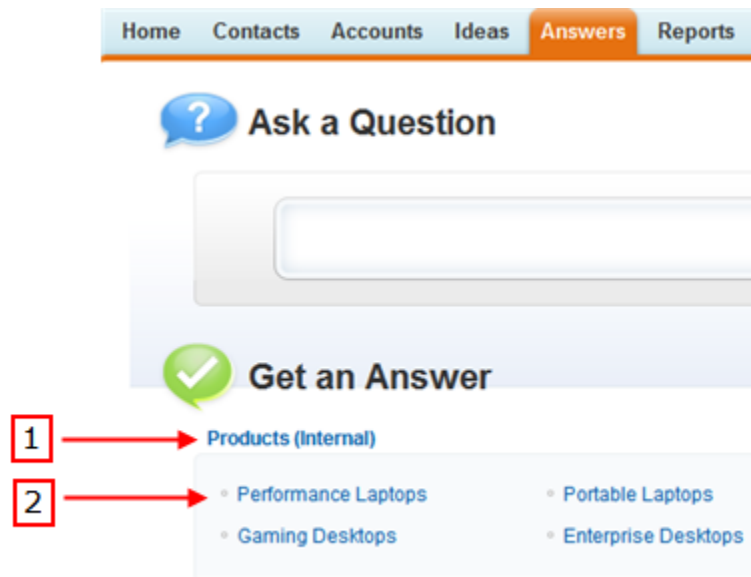 Home Contacts Accounts Ideas Answers Reports
? Ask a Question
Get an Answer
1 Products (Internal)
2 Performance Laptops Portable Laptops
Gaming Desktops Enterprise Desktops